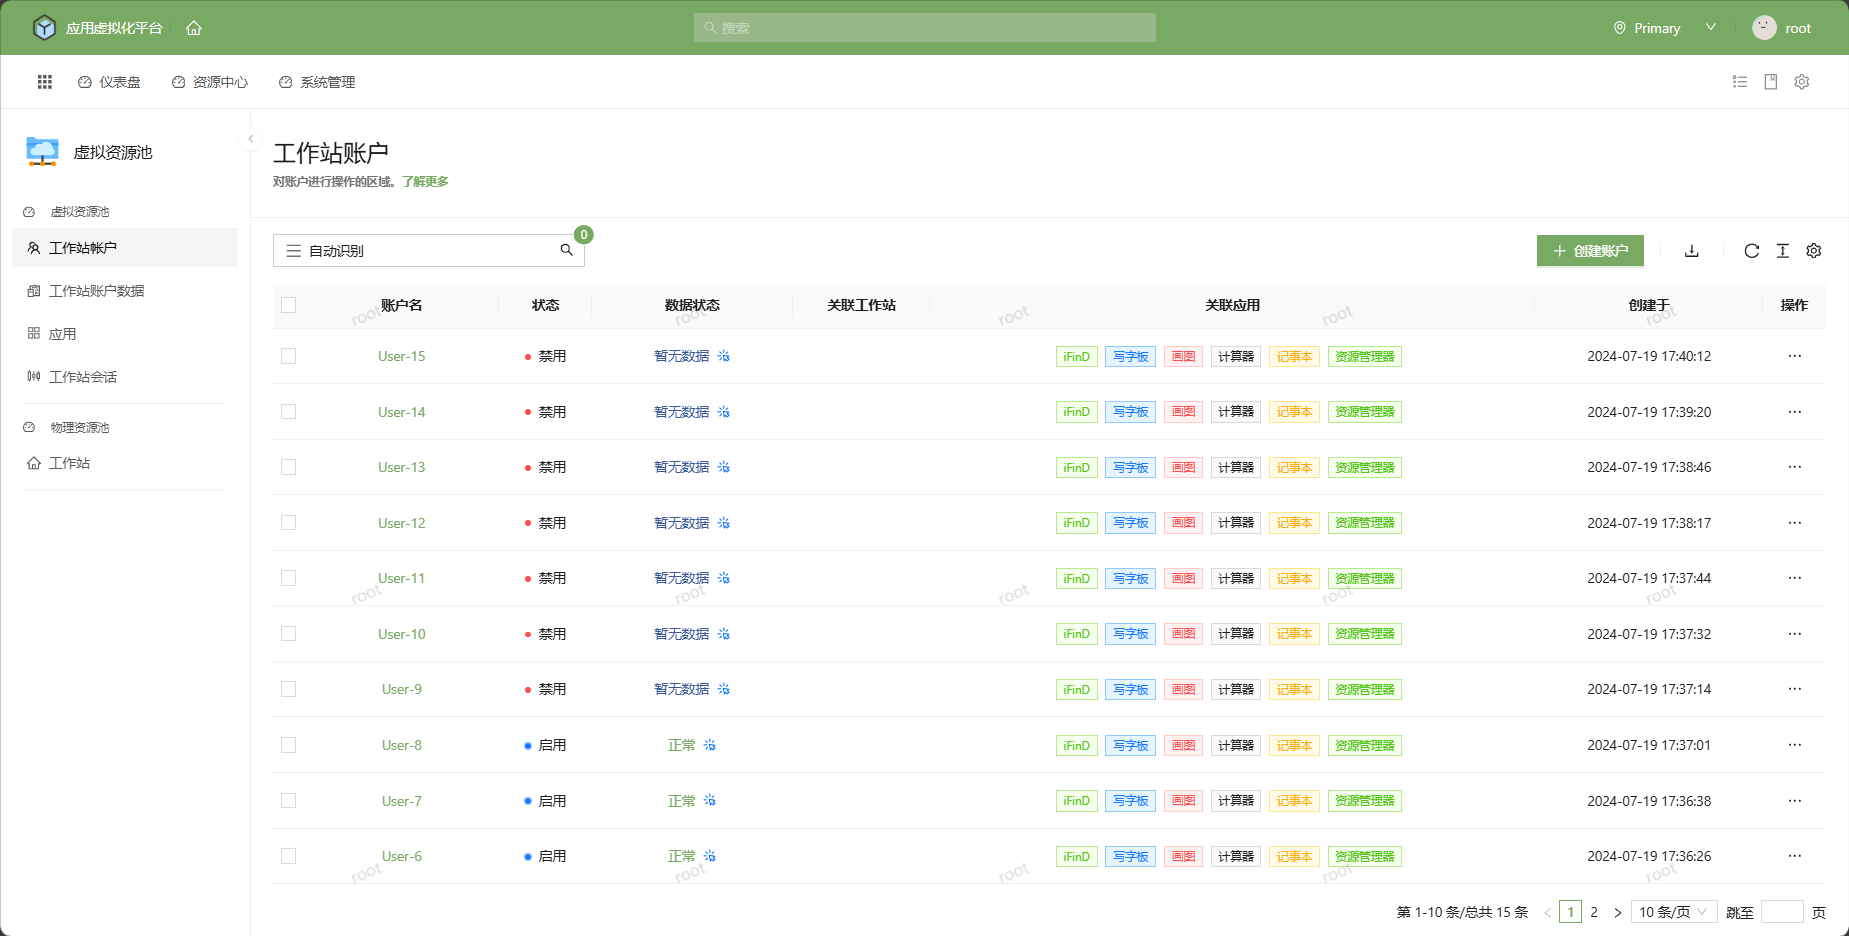 应用虚拟化平台
搜索
Primary
root
仪表盘
资源中心
系统管理
虚拟资源池
虚拟资源池
工作站帐户
工作站账户数据
应用
工作站会话
物理资源池
工作站
工作站账户
对账户进行操作的区域。了解更多
自动识别
0
创建账户
账户名 状态 数据状态 关联工作站 关联应用 创建于 操作
root root root root root
User-15 禁用 暂无数据 iFinD 写字板 画图 计算器 记事本 资源管理器 2024-07-19 17:40:12 ···
User-14 禁用 暂无数据 iFinD 写字板 画图 计算器 记事本 资源管理器 2024-07-19 17:39:20 ···
User-13 禁用 暂无数据 iFinD 写字板 画图 计算器 记事本 资源管理器 2024-07-19 17:38:46 ···
User-12 禁用 暂无数据 iFinD 写字板 画图 计算器 记事本 资源管理器 2024-07-19 17:38:17 ···
User-11 禁用 暂无数据 iFinD 写字板 画图 计算器 记事本 资源管理器 2024-07-19 17:37:44 ···
root root root root root
User-10 禁用 暂无数据 iFinD 写字板 画图 计算器 记事本 资源管理器 2024-07-19 17:37:32 ···
User-9 禁用 暂无数据 iFinD 写字板 画图 计算器 记事本 资源管理器 2024-07-19 17:37:14 ···
User-8 启用 正常 iFinD 写字板 画图 计算器 记事本 资源管理器 2024-07-19 17:37:01 ···
User-7 启用 正常 iFinD 写字板 画图 计算器 记事本 资源管理器 2024-07-19 17:36:38 ···
User-6 启用 正常 iFinD 写字板 画图 计算器 记事本 资源管理器 2024-07-19 17:36:26 ···
root root root root root
第 1-10 条/总共 15 条 < 1 2 > 10 条/页 跳至 页